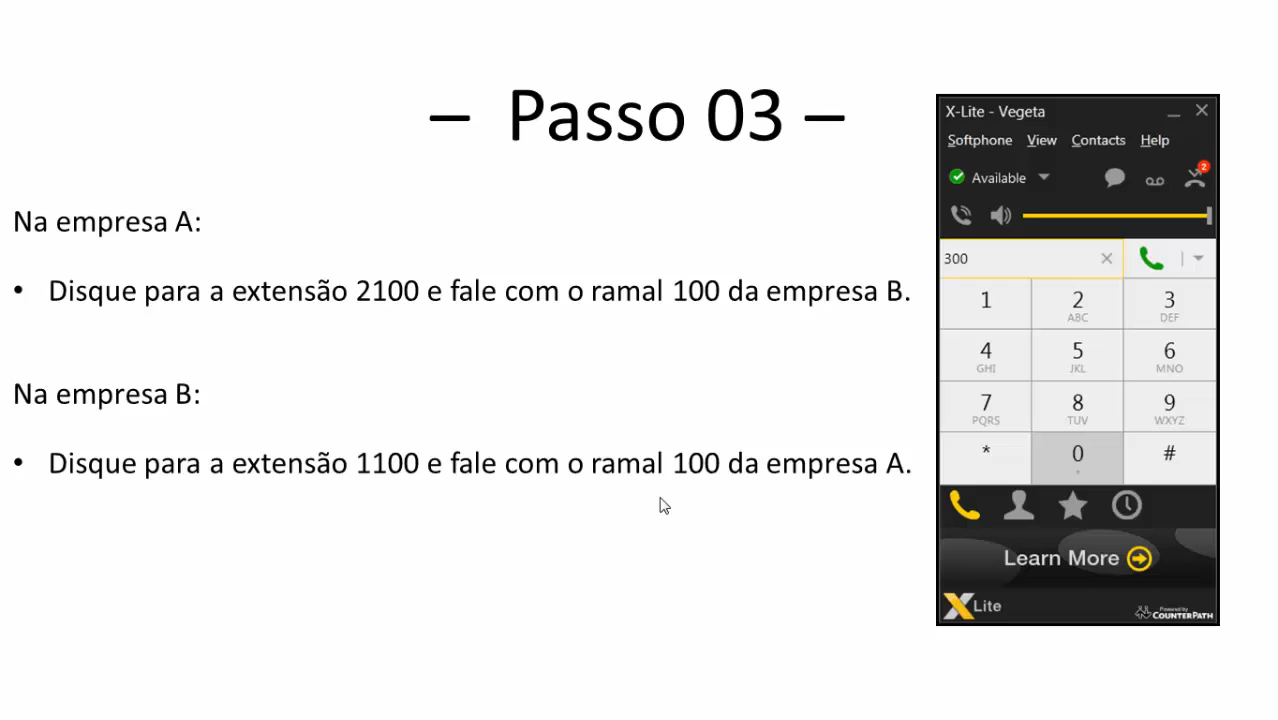 – Passo 03 –
Na empresa A:
• Disque para a extensão 2100 e fale com o ramal 100 da empresa B.
Na empresa B:
• Disque para a extensão 1100 e fale com o ramal 100 da empresa A.
X-Lite - Vegeta
Softphone View Contacts Help
Available
2
300
1 2 3
ABC DEF
4 5 6
GHI JKL MNO
7 8 9
PQRS TUV WXYZ
* 0 #
Learn More
X Lite
Powered by
COUNTERPATH